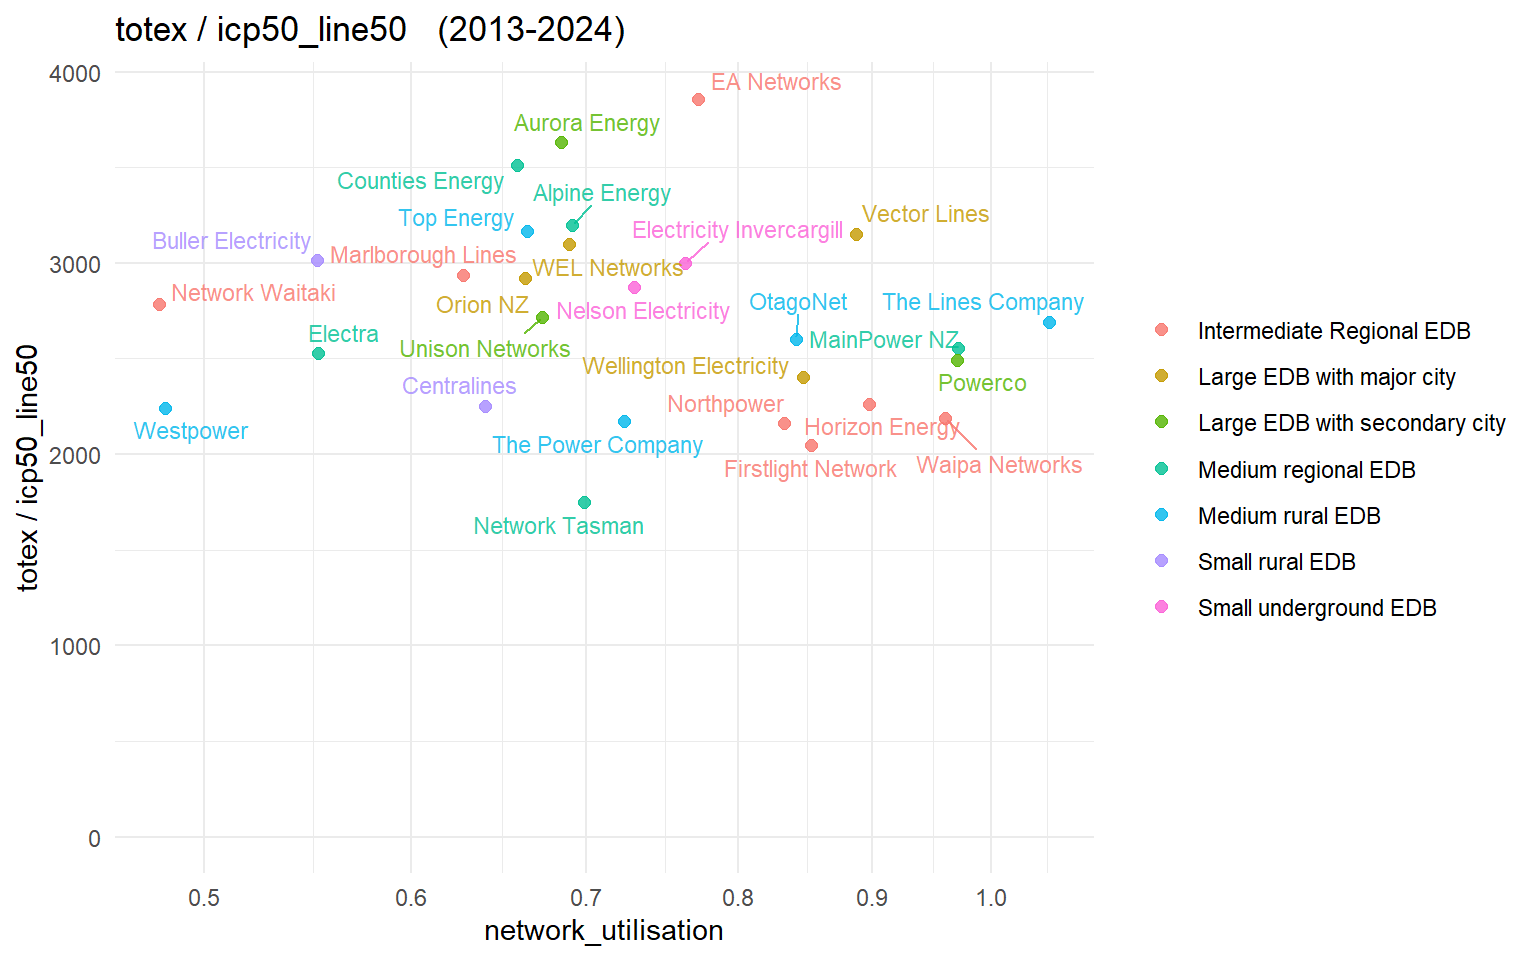 totex / icp50_line50   (2013-2024)
totex / icp50_line50
4000
3000
2000
1000
0
EA Networks
Aurora Energy
Counties Energy
Alpine Energy
Top Energy
Vector Lines
Electricity Invercargill
Buller Electricity
Marlborough Lines
WEL Networks
Network Waitaki
Orion NZ
Nelson Electricity
OtagoNet
The Lines Company
Electra
Unison Networks
MainPower NZ
Wellington Electricity
Centralines
Powerco
Northpower
Horizon Energy
Westpower
The Power Company
Firstlight Network
Waipa Networks
Network Tasman
0.5
0.6
0.7
0.8
0.9
1.0
network_utilisation
Intermediate Regional EDB
Large EDB with major city
Large EDB with secondary city
Medium regional EDB
Medium rural EDB
Small rural EDB
Small underground EDB